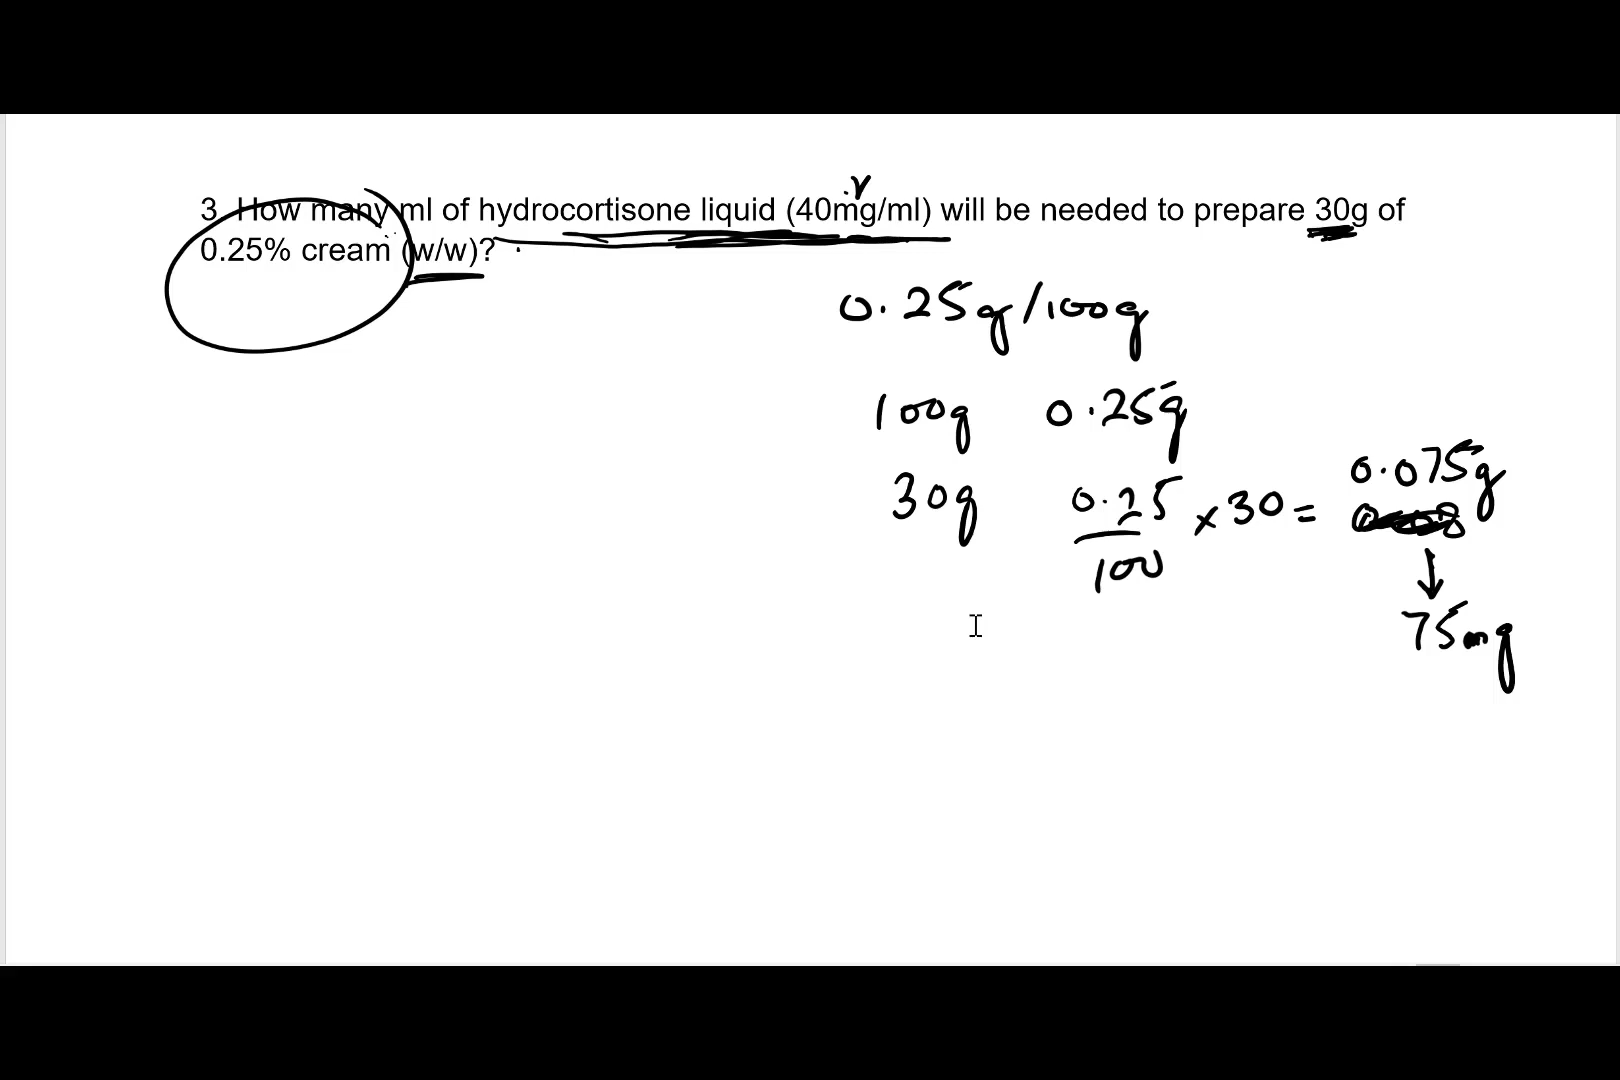 3. How many ml of hydrocortisone liquid (40mg/ml) will be needed to prepare 30g of
0.25% cream (w/w)?
0.25g/100g
100g 0.25g
30g 0.25/100 x 30 = 0.075g
75mg